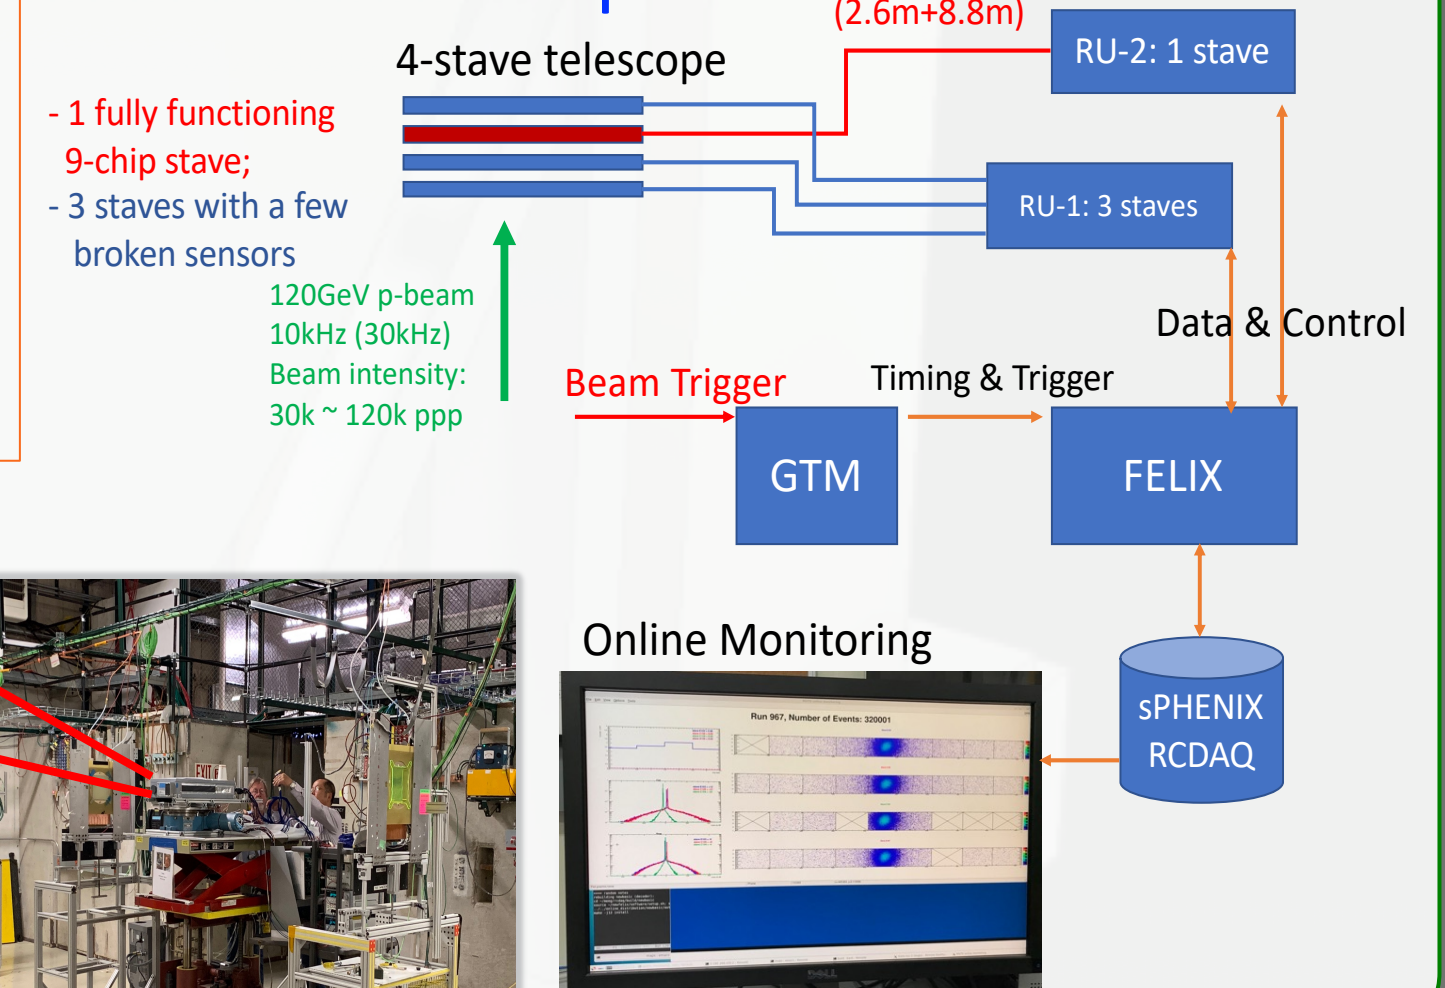 (2.6m+8.8m)
4-stave telescope
RU-2: 1 stave
- 1 fully functioning
9-chip stave;
- 3 staves with a few
broken sensors
RU-1: 3 staves
120GeV p-beam
10kHz (30kHz)
Beam intensity:
30k ~ 120k ppp
Data & Control
Beam Trigger
Timing & Trigger
GTM
FELIX
Online Monitoring
sPHENIX
RCDAQ
Run 967, Number of Events: 320001
EXIT
DELL